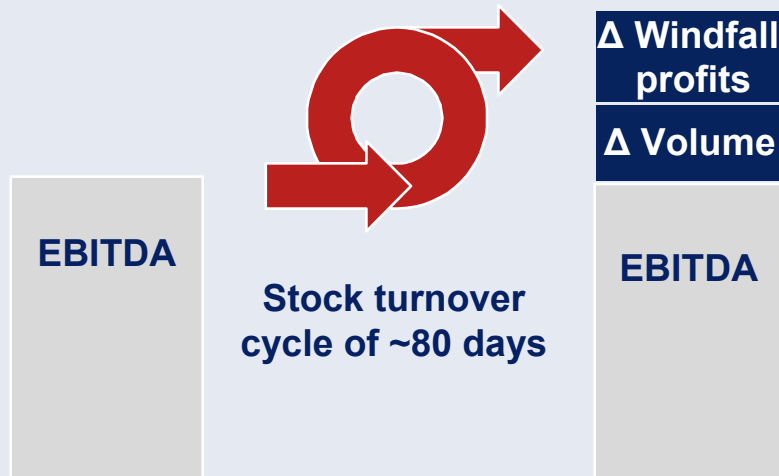 EBITDA
Stock turnover
cycle of ~80 days
Δ Windfall
profits
Δ Volume
EBITDA